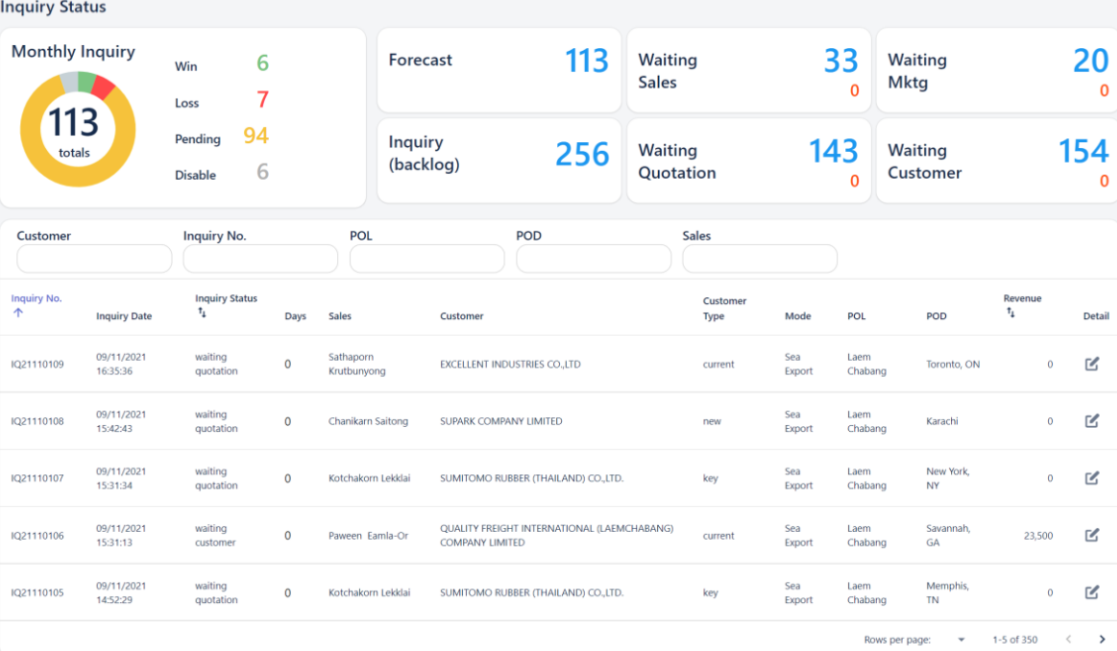 Inquiry Status
Monthly Inquiry
113
totals
Win 6
Loss 7
Pending 94
Disable 6
Forecast 113
Waiting
Sales
33
0
Waiting
Mktg
20
0
Inquiry
(backlog)
256
Waiting
Quotation
143
0
Waiting
Customer
154
0
Customer Inquiry No. POL POD Sales
Inquiry No. Inquiry Date Inquiry Status Days Sales Customer Customer Type Mode POL POD Revenue Detail
IQ21110109 09/11/2021 16:35:36 waiting quotation 0 Sathaporn Krutbunyong EXCELLENT INDUSTRIES CO.,LTD current Sea Export Laem Chabang Toronto, ON 0
IQ21110108 09/11/2021 15:42:43 waiting quotation 0 Chanikarn Saitong SUPARK COMPANY LIMITED new Sea Export Laem Chabang Karachi 0
IQ21110107 09/11/2021 15:31:34 waiting quotation 0 Kotchakorn Lekklai SUMITOMO RUBBER (THAILAND) CO.,LTD. key Sea Export Laem Chabang New York, NY 0
IQ21110106 09/11/2021 15:31:13 waiting customer 0 Paween Eamla-Or QUALITY FREIGHT INTERNATIONAL (LAEMCHABANG) COMPANY LIMITED current Sea Export Laem Chabang Savannah, GA 23,500
IQ21110105 09/11/2021 14:52:29 waiting quotation 0 Kotchakorn Lekklai SUMITOMO RUBBER (THAILAND) CO.,LTD. key Sea Export Laem Chabang Memphis, TN 0
Rows per page: 1-5 of 350